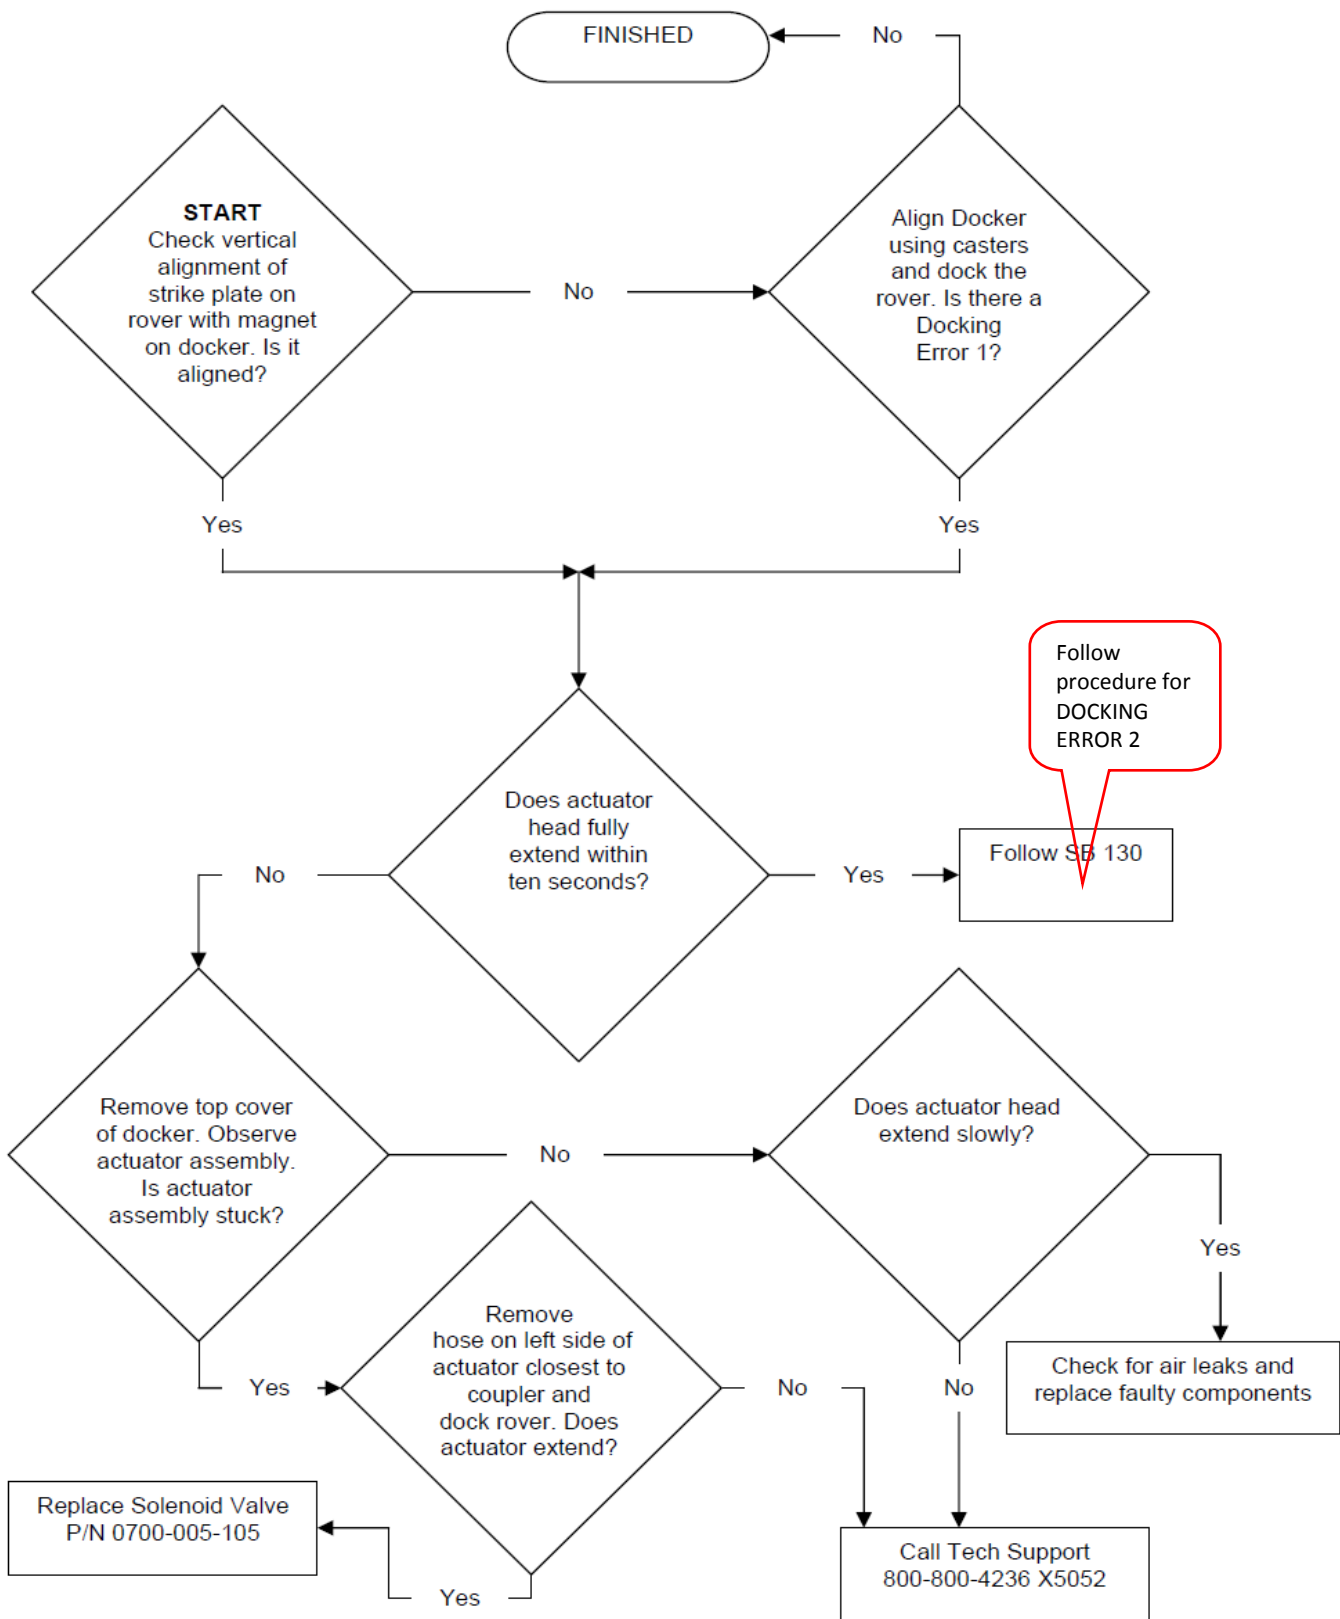 FINISHED
No
START
Check vertical
alignment of
strike plate on
rover with magnet
on docker. Is it
aligned?
No
Align Docker
using casters
and dock the
rover. Is there a
Docking
Error 1?
Yes
Yes
Follow
procedure for
DOCKING
ERROR 2
Does actuator
head fully
extend within
ten seconds?
No
Yes
Follow SB 130
Remove top cover
of docker. Observe
actuator assembly.
Is actuator
assembly stuck?
No
Does actuator head
extend slowly?
Yes
Remove
hose on left side of
actuator closest to
coupler and
dock rover. Does
actuator extend?
Yes
No
No
Check for air leaks and
replace faulty components
Replace Solenoid Valve
P/N 0700-005-105
Yes
Call Tech Support
800-800-4236 X5052